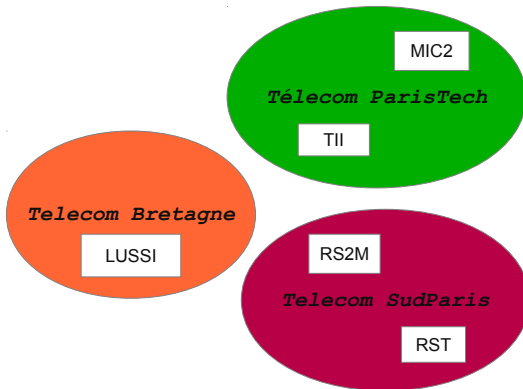 MIC2
Télecom ParisTech
TII
Telecom Bretagne
LUSSI
RS2M
Telecom SudParis
RST